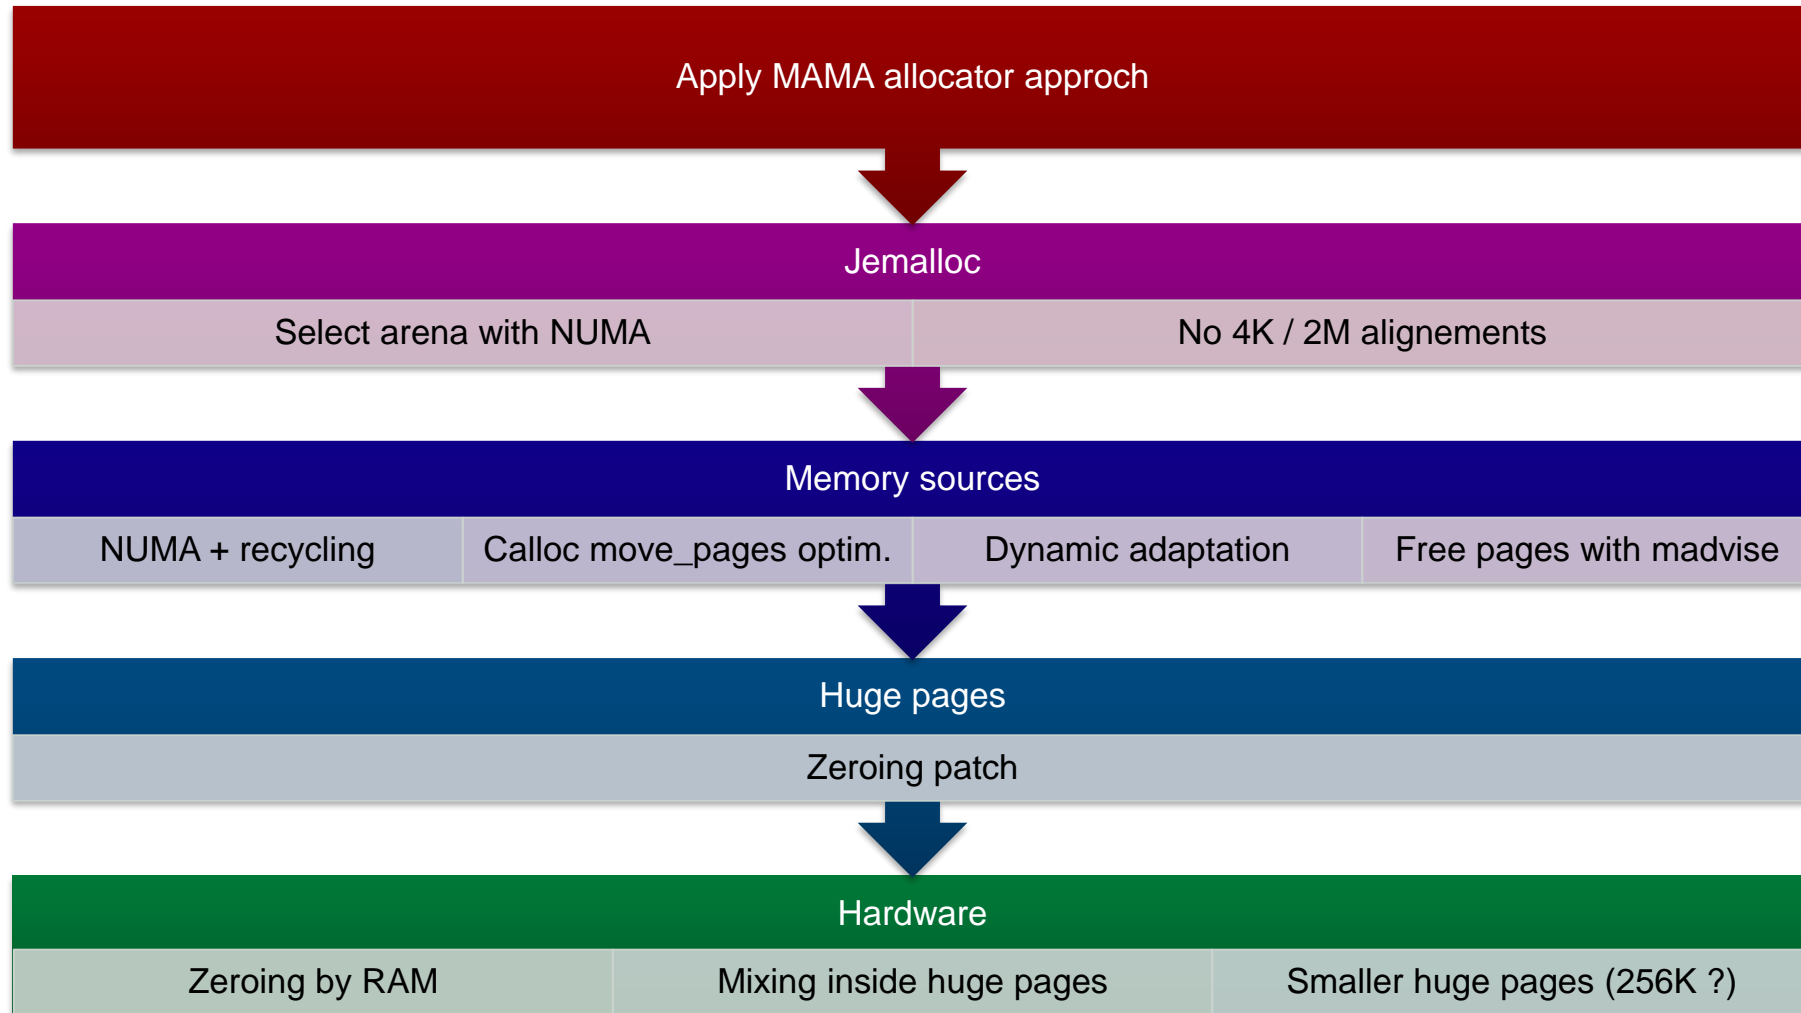 Apply MAMA allocator approch
Jemalloc
Select arena with NUMA
No 4K / 2M alignements
Memory sources
NUMA + recycling
Calloc move_pages optim.
Dynamic adaptation
Free pages with madvise
Huge pages
Zeroing patch
Hardware
Zeroing by RAM
Mixing inside huge pages
Smaller huge pages (256K ?)